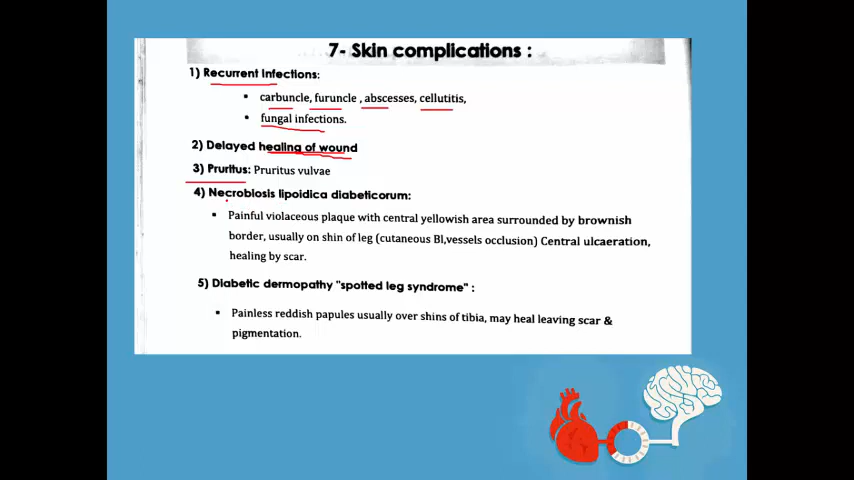 7- Skin complications :
1) Recurrent Infections:
▪ carbuncle, furuncle , abscesses, cellutitis,
▪ fungal infections.
2) Delayed healing of wound
3) Pruritus: Pruritus vulvae
4) Necrobiosis lipoidica diabeticorum:
▪ Painful violaceous plaque with central yellowish area surrounded by brownish
border, usually on shin of leg (cutaneous Bl,vessels occlusion) Central ulcaeration,
healing by scar.
5) Diabetic dermopathy "spotted leg syndrome" :
▪ Painless reddish papules usually over shins of tibia, may heal leaving scar &
pigmentation.